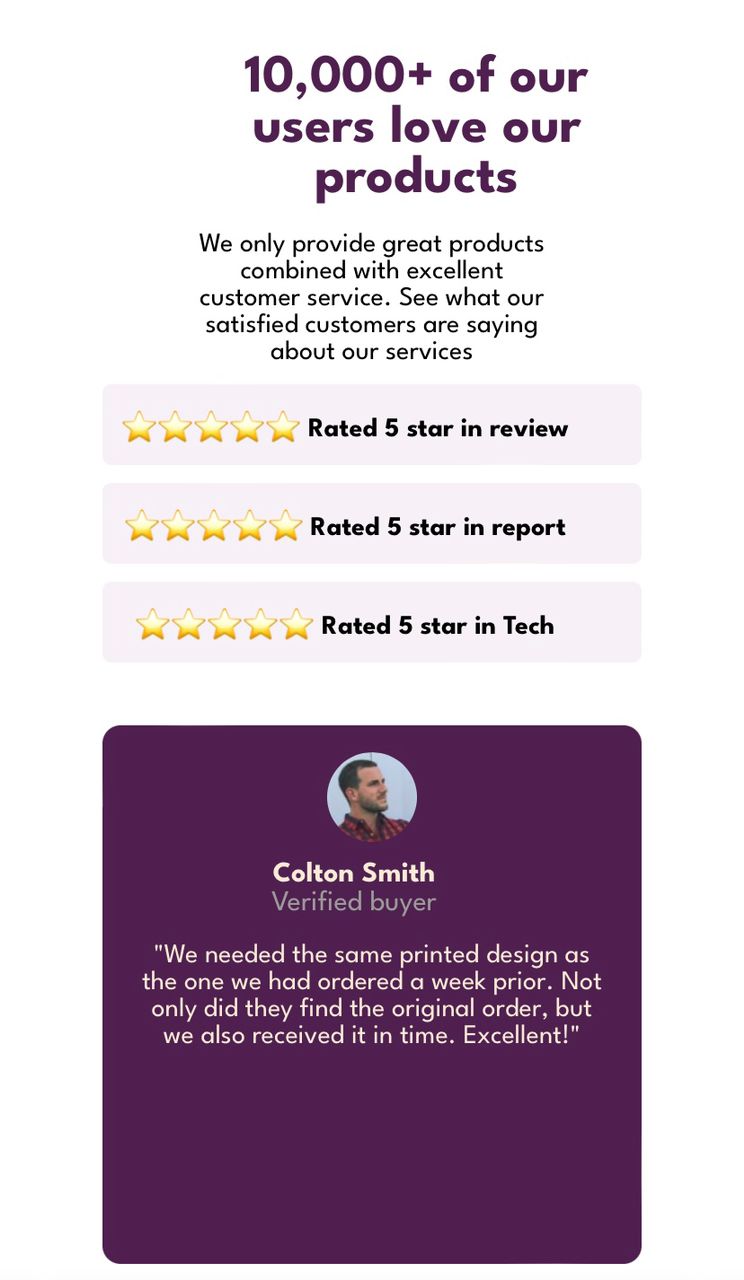 10,000+ of our
users love our
products
We only provide great products
combined with excellent
customer service. See what our
satisfied customers are saying
about our services
Rated 5 star in review
Rated 5 star in report
Rated 5 star in Tech
Colton Smith
Verified buyer
"We needed the same printed design as
the one we had ordered a week prior. Not
only did they find the original order, but
we also received it in time. Excellent!"